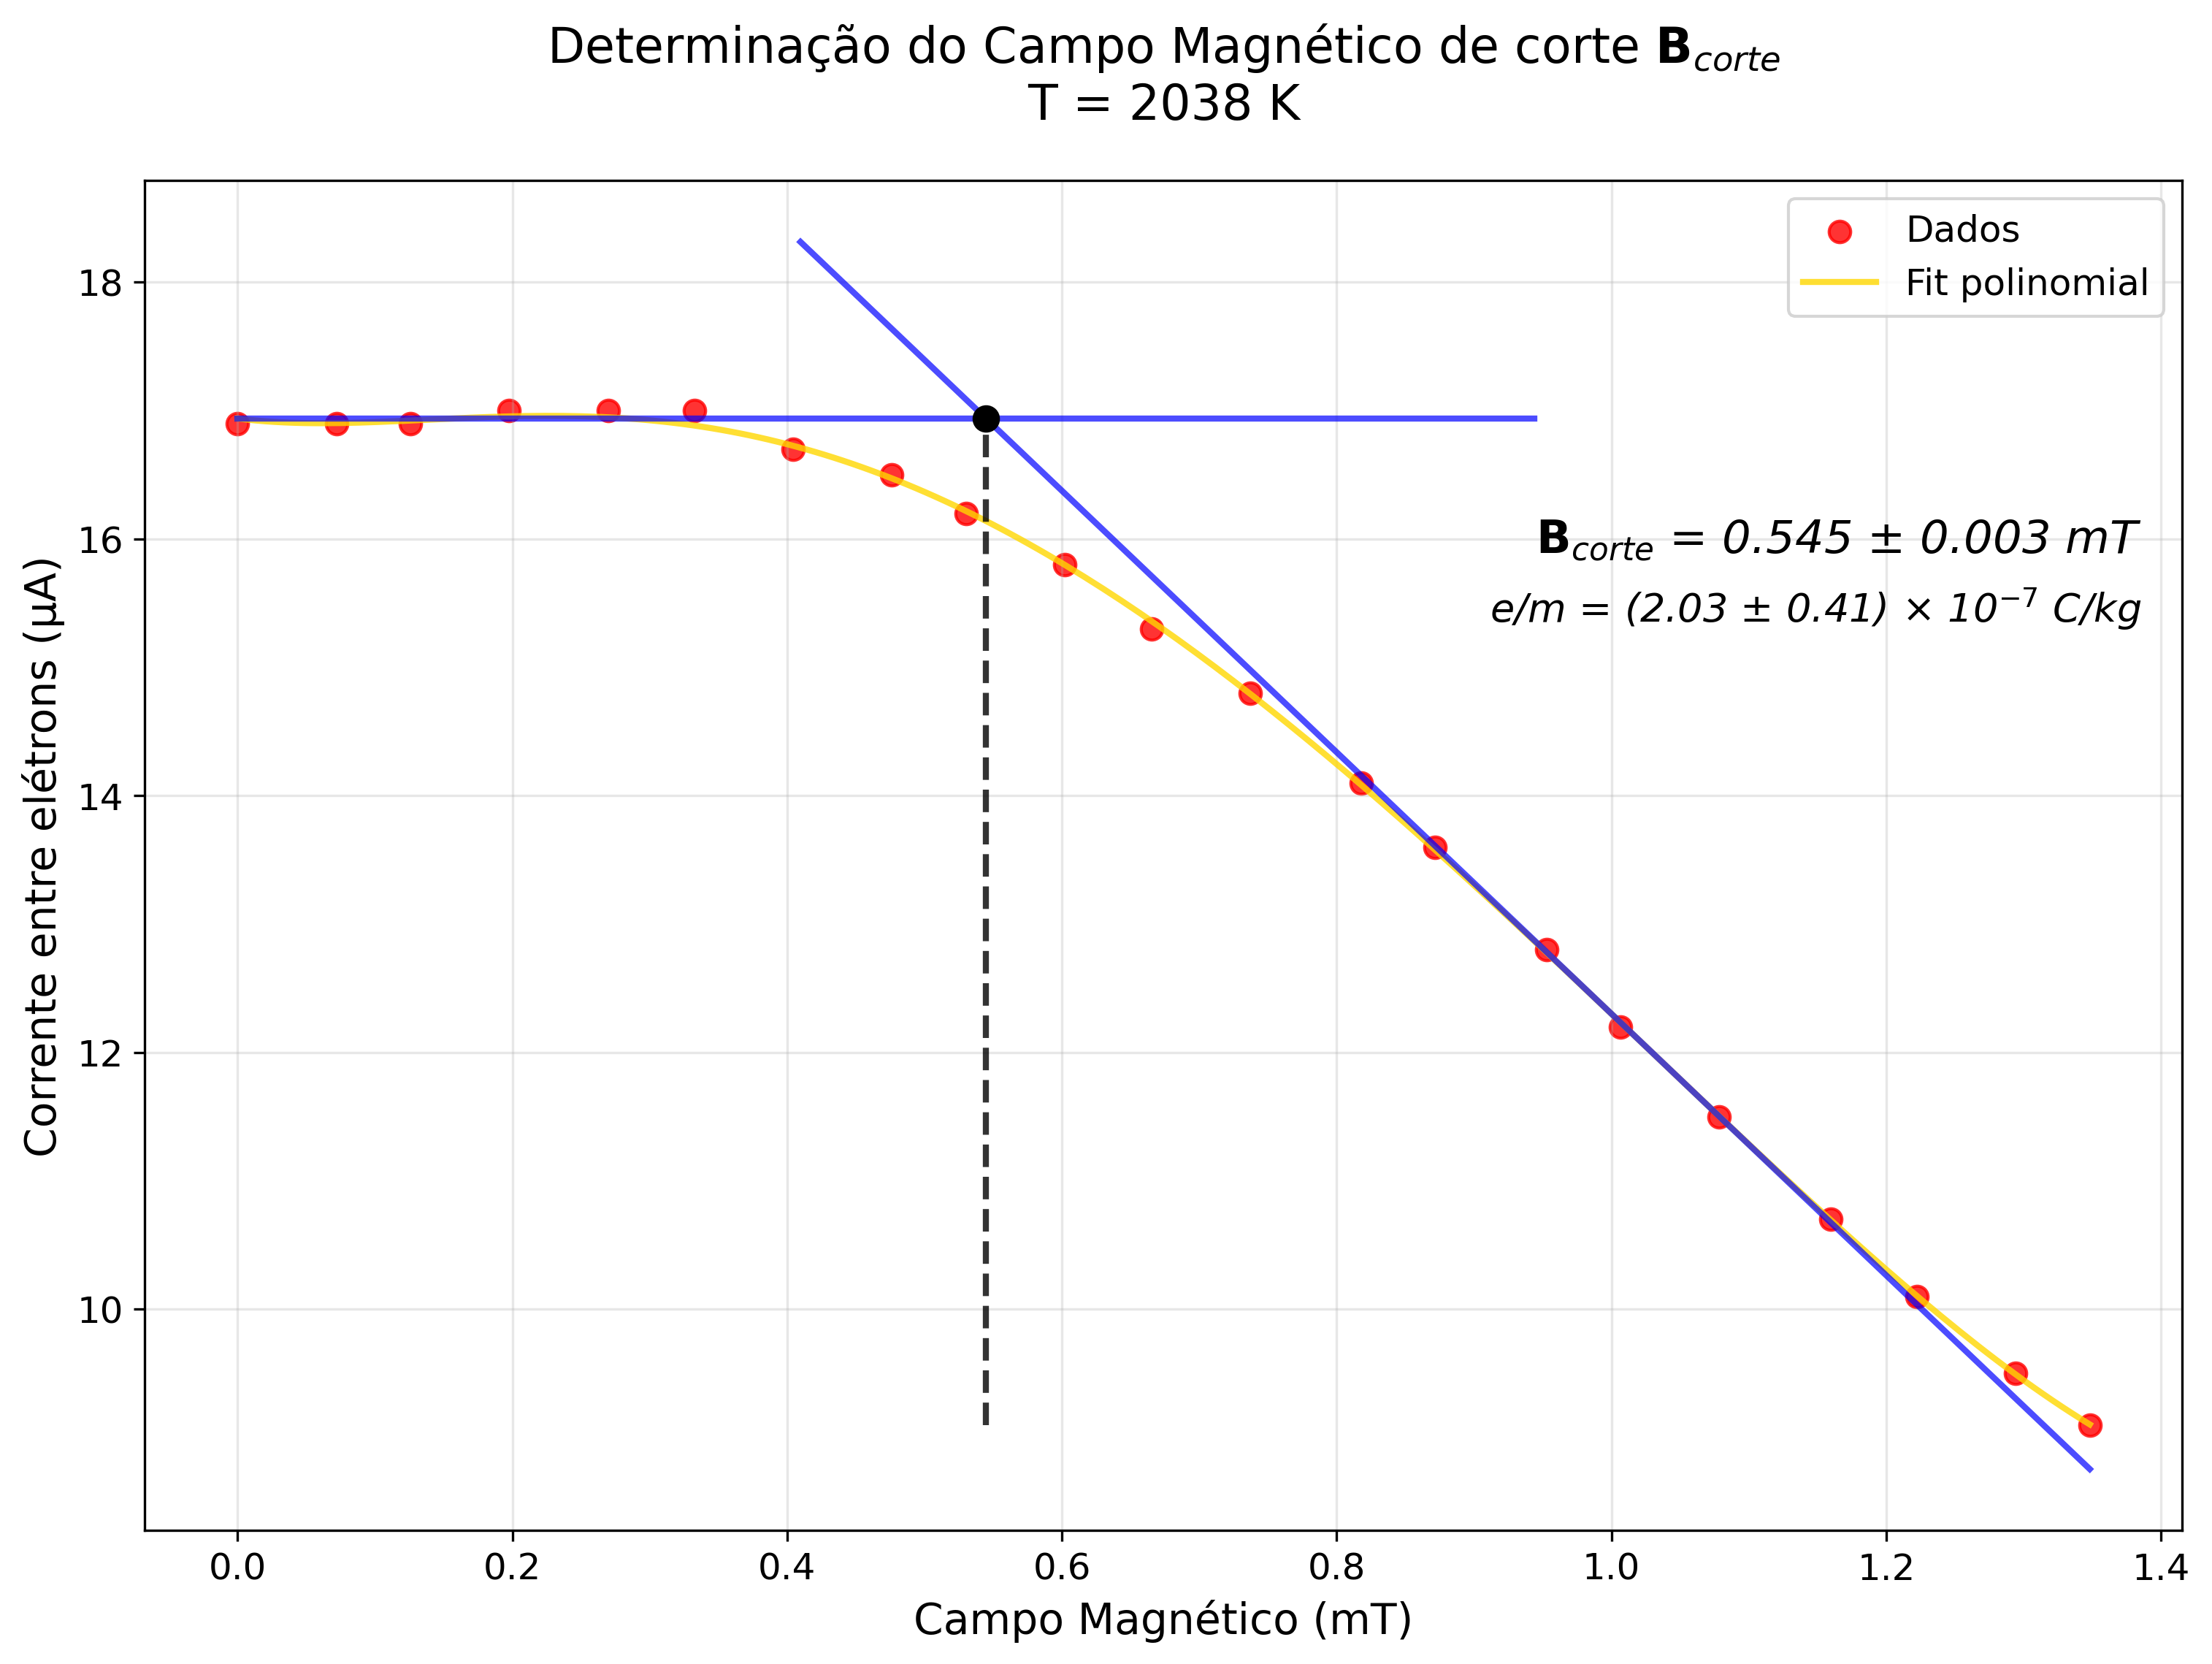 Determinação do Campo Magnético de corte B_corte
T = 2038 K
Dados
Fit polinomial
B_corte = 0.545 ± 0.003 mT
e/m = (2.03 ± 0.41) × 10⁻⁷ C/kg
Corrente entre elétrons (µA)
18
16
14
12
10
0.0 0.2 0.4 0.6 0.8 1.0 1.2 1.4
Campo Magnético (mT)